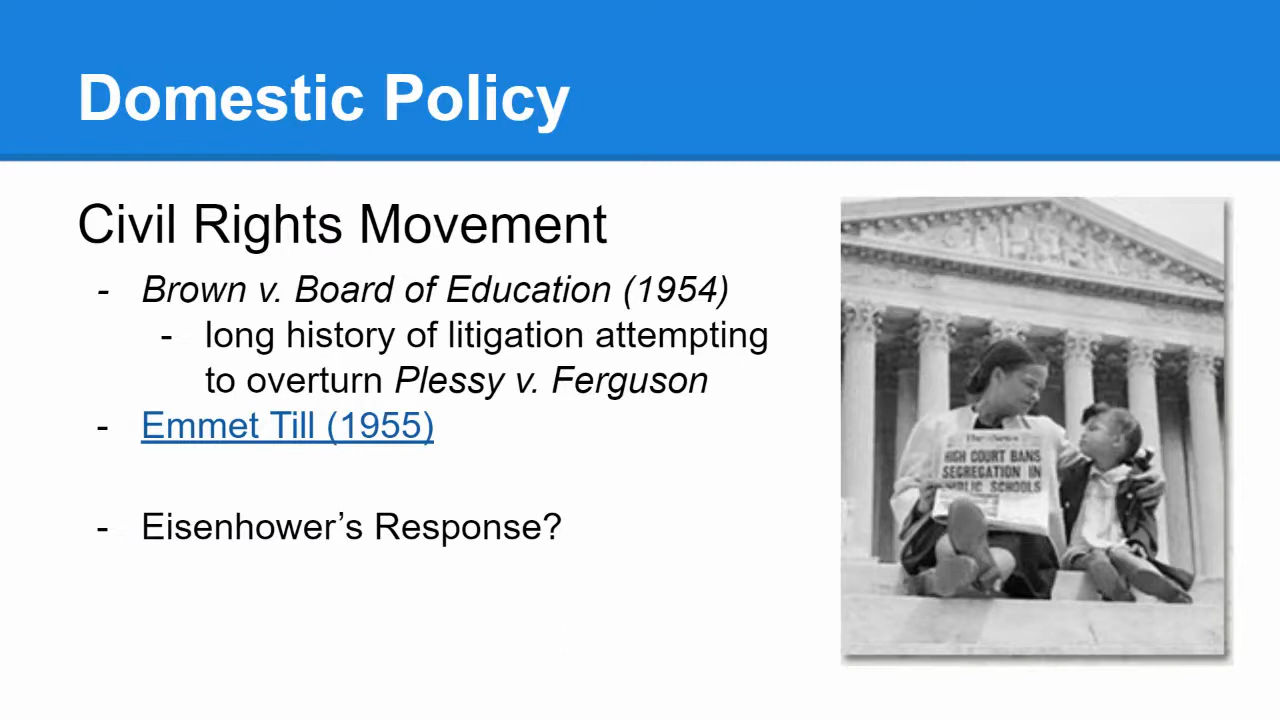 Domestic Policy
Civil Rights Movement
- Brown v. Board of Education (1954)
- long history of litigation attempting
to overturn Plessy v. Ferguson
- Emmet Till (1955)
- Eisenhower’s Response?
HIGH COURT BANS
SEGREGATION IN
PUBLIC SCHOOLS